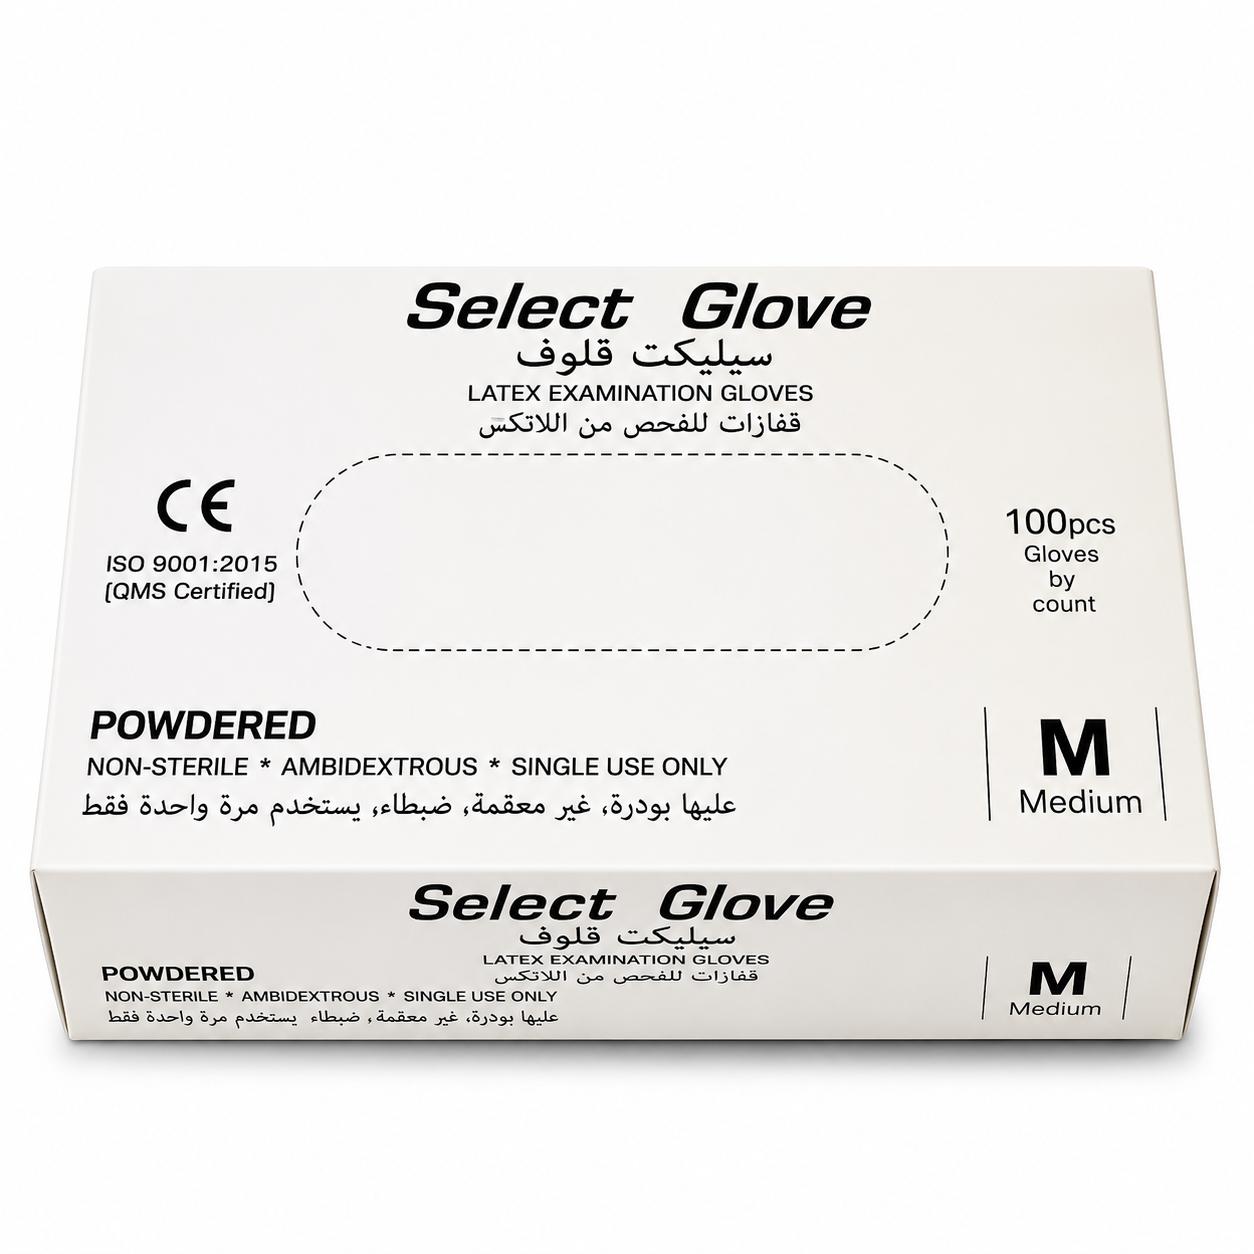 Select Glove
سيليكت قلوف
LATEX EXAMINATION GLOVES
قفازات للفحص من اللاتكس
CE
ISO 9001:2015
[QMS Certified]
100pcs
Gloves
by
count
POWDERED
NON-STERILE * AMBIDEXTROUS * SINGLE USE ONLY
عليها بودرة، غير معقمة، ضبطاء، يستخدم مرة واحدة فقط
M
Medium
Select Glove
سيليكت قلوف
LATEX EXAMINATION GLOVES
قفازات للفحص من اللاتكس
POWDERED
NON-STERILE * AMBIDEXTROUS * SINGLE USE ONLY
عليها بودرة، غير معقمة، ضبطاء يستخدم مرة واحدة فقط
M
Medium